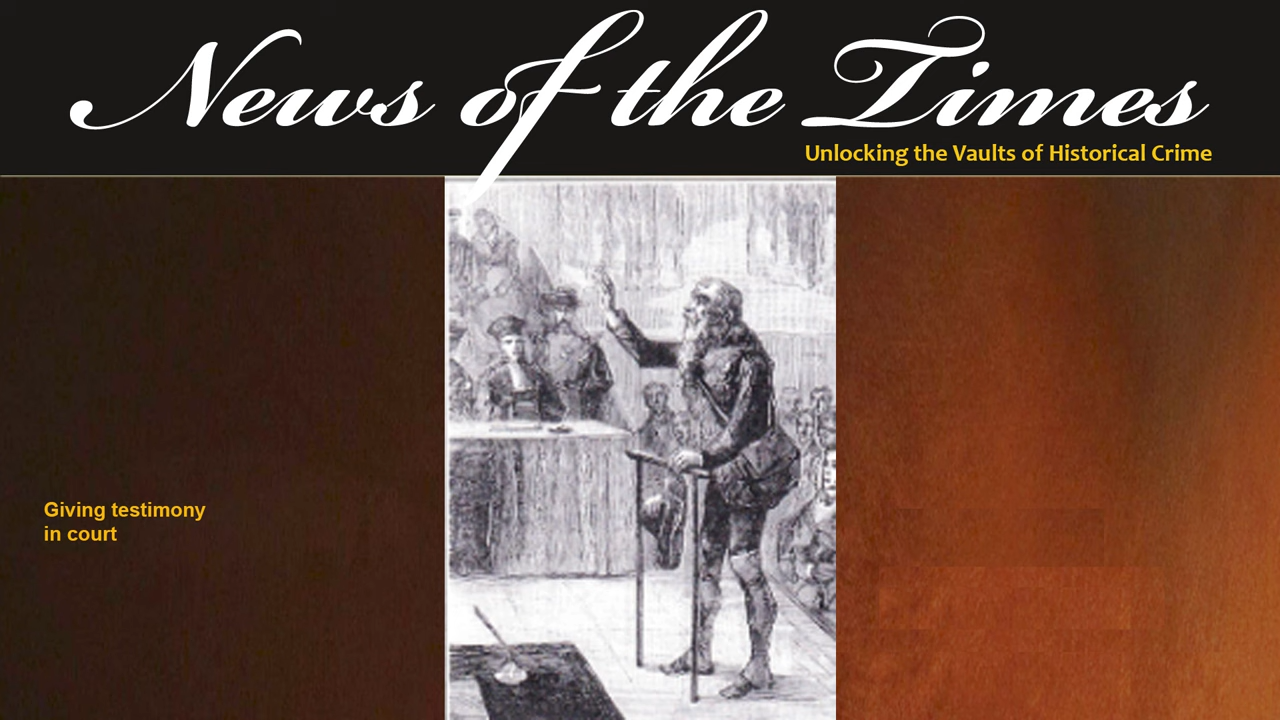 News of the Times
Unlocking the Vaults of Historical Crime
Giving testimony
in court